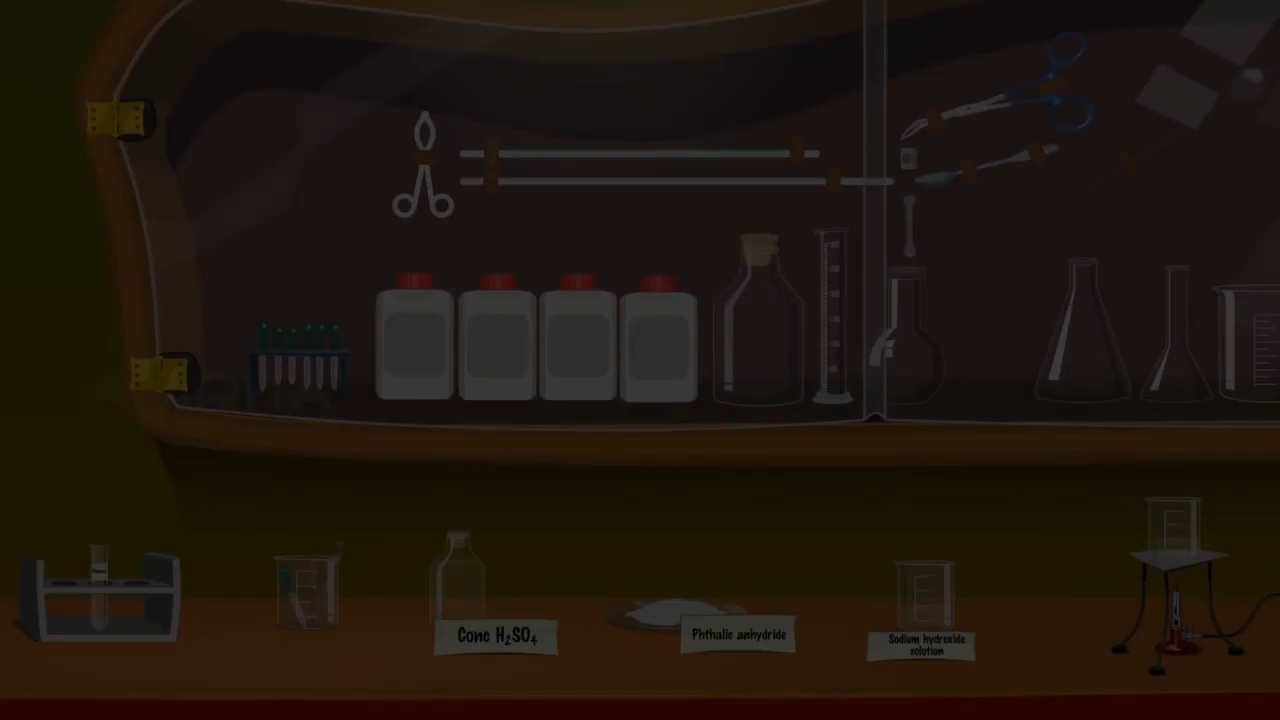 Conc H₂SO₄
Phthalic anhydride
Sodium hydroxide
solution